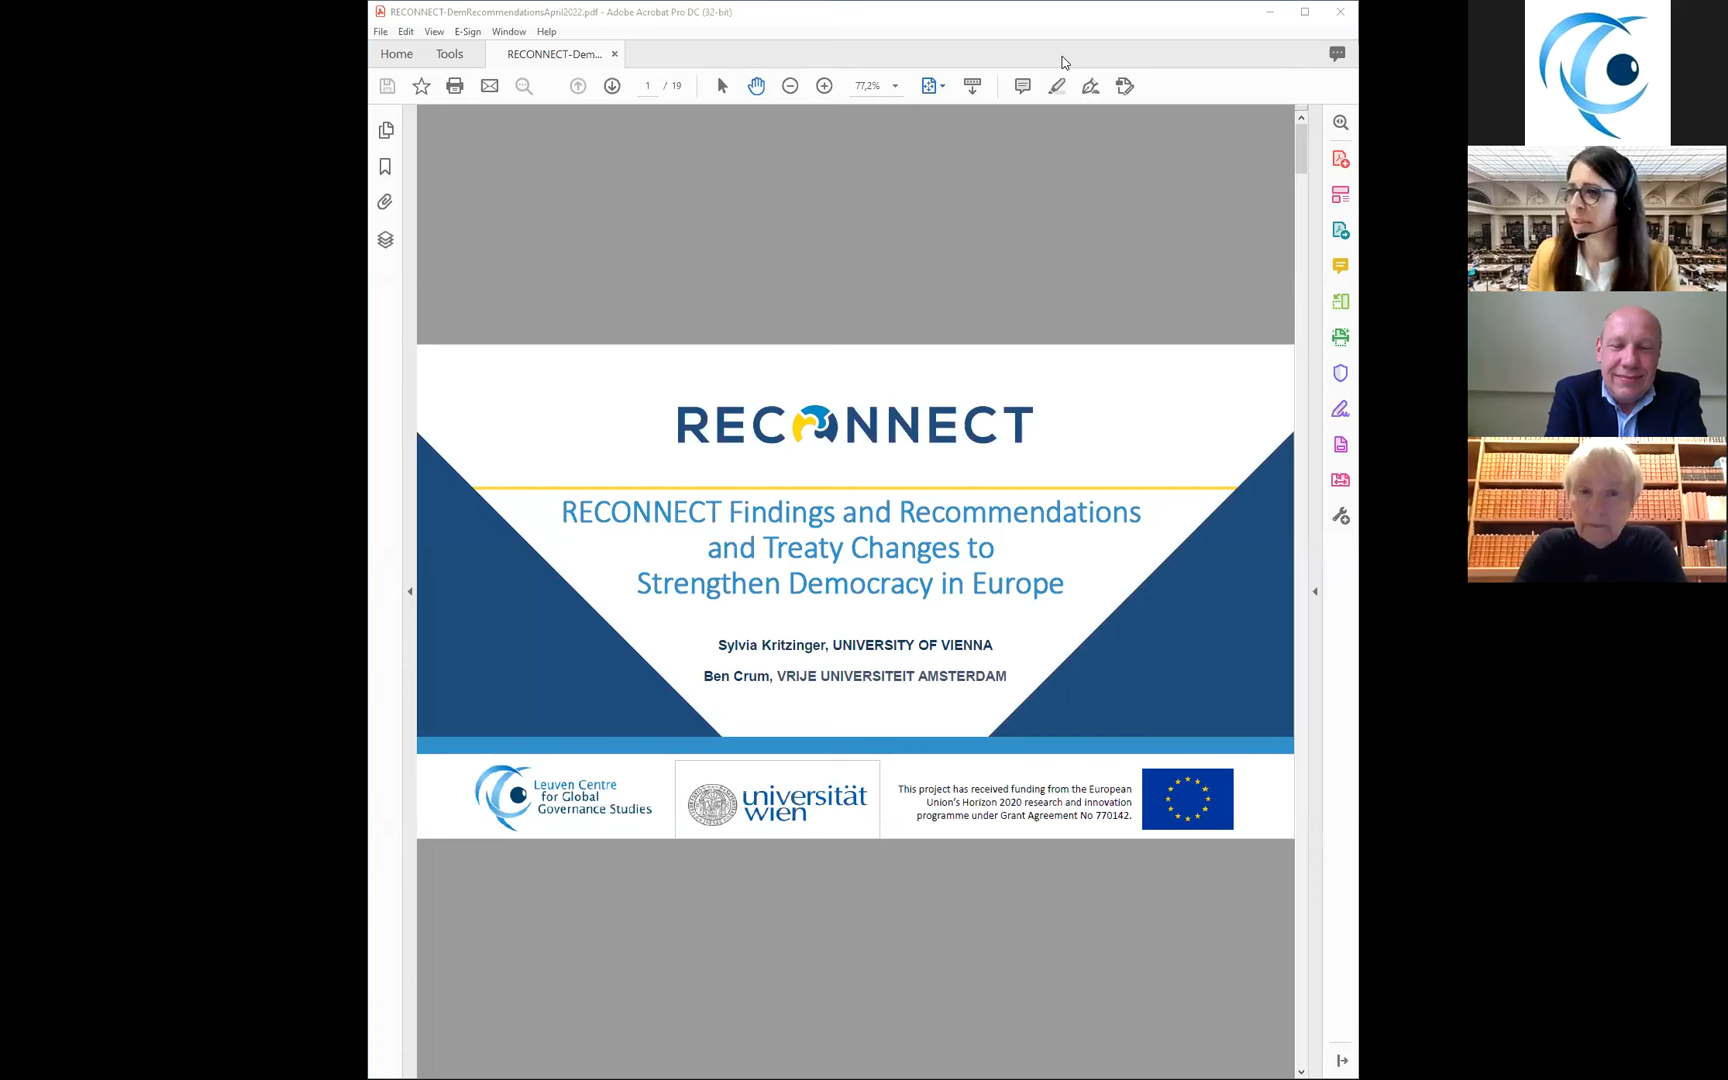 RECONNECT-DemRecommendationsApril2022.pdf - Adobe Acrobat Pro DC (32-bit)
File Edit View E-Sign Window Help
Home Tools RECONNECT-Dem... ×
1 / 19 77,2%
RECONNECT
RECONNECT Findings and Recommendations
and Treaty Changes to
Strengthen Democracy in Europe
Sylvia Kritzinger, UNIVERSITY OF VIENNA
Ben Crum, VRIJE UNIVERSITEIT AMSTERDAM
Leuven Centre
for Global
Governance Studies
universität
wien
This project has received funding from the European
Union's Horizon 2020 research and innovation
programme under Grant Agreement No 770142.